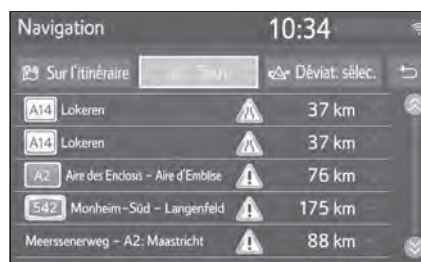 Navigation 10:34
Sur l'itinéraire Déviat. sélec.
A14 Lokeren 37 km
A14 Lokeren 37 km
A2 Aire des Enclosis - Aire d'Emblise 76 km
542 Monheim-Süd - Langenfeld 175 km
Meerssenerweg - A2: Maastricht 88 km